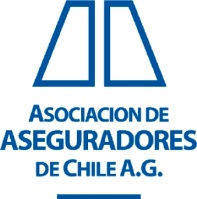 ASOCIACION DE
ASEGURADORES
DE CHILE A.G.